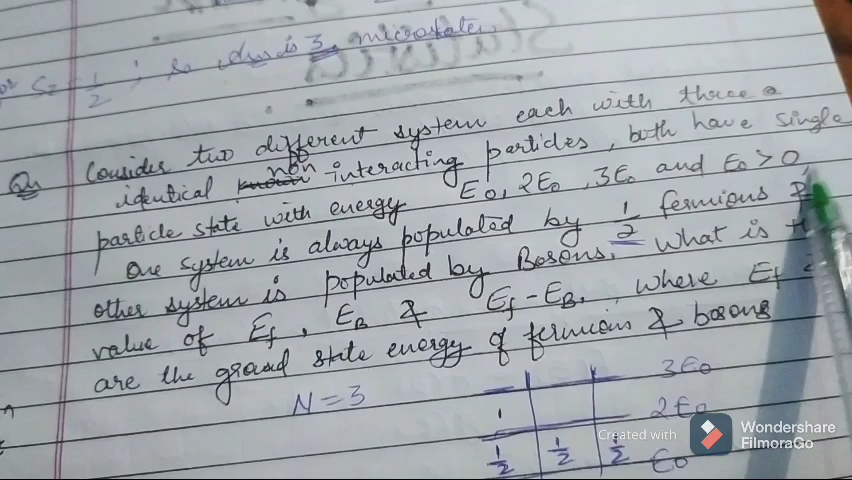 Sz = 1/2 ; so there is 3 microstates
Qn Consider two different system each with three
identical non interacting particles, both have single
particle state with energy E0, 2E0, 3E0 and E0 > 0,
One system is always populated by 1/2 fermions &
other system is populated by Bosons. What is
value of Ef, EB & Ef - EB, where Ef
are the ground state energy of fermions & bosons
N = 3
3E0
1 2E0
1/2 1/2 1/2 E0
Created with
Wondershare
FilmoraGo